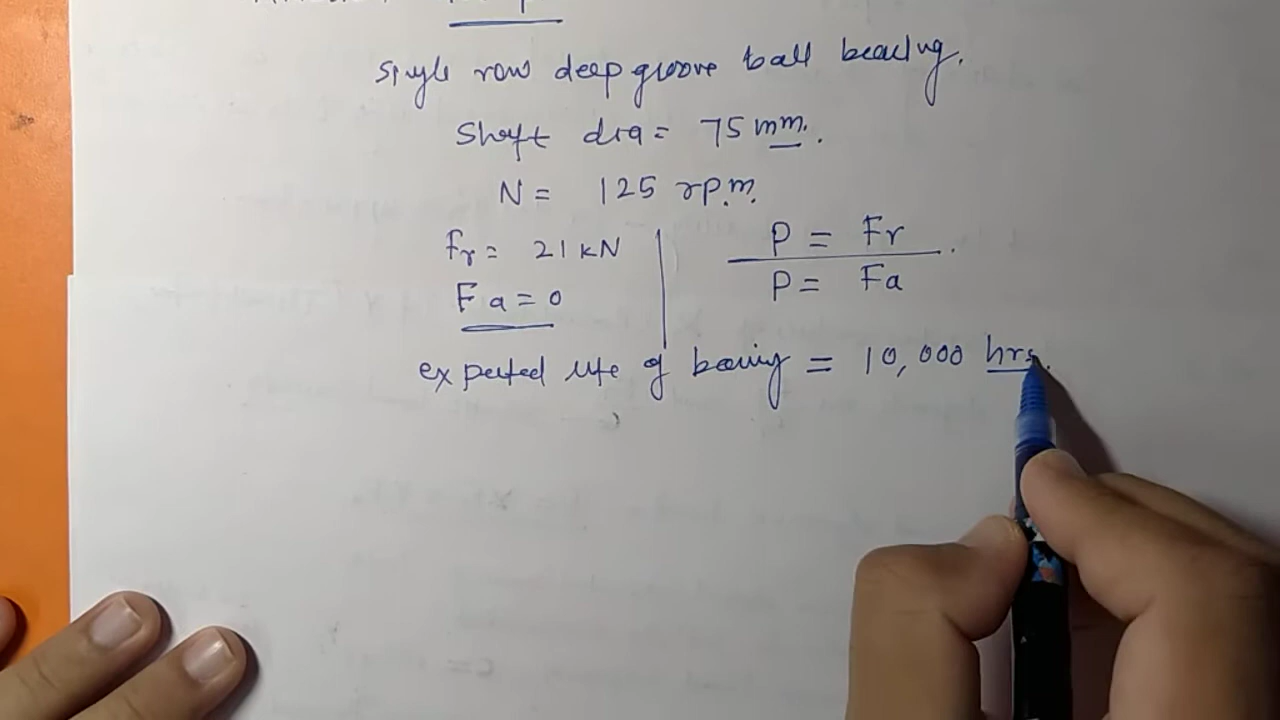 single row deep groove ball bearing.
Shaft dia = 75 mm.
N = 125 r.p.m.
Fr = 21 kN
Fa = 0
P = Fr
P = Fa
expected life of bearing = 10,000 hrs.